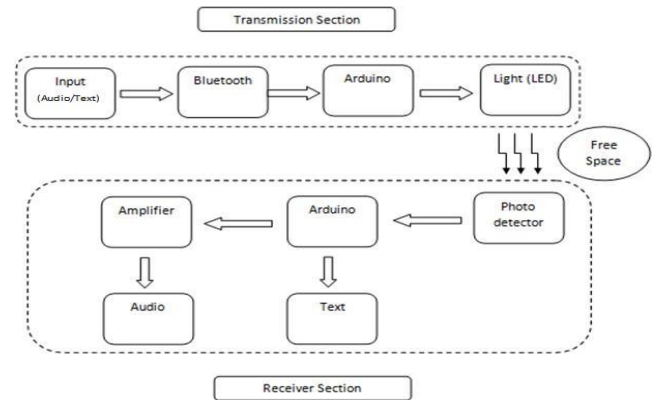 Transmission Section
Input
(Audio/Text)
Bluetooth
Arduino
Light (LED)
Free
Space
Amplifier
Arduino
Photo
detector
Audio
Text
Receiver Section